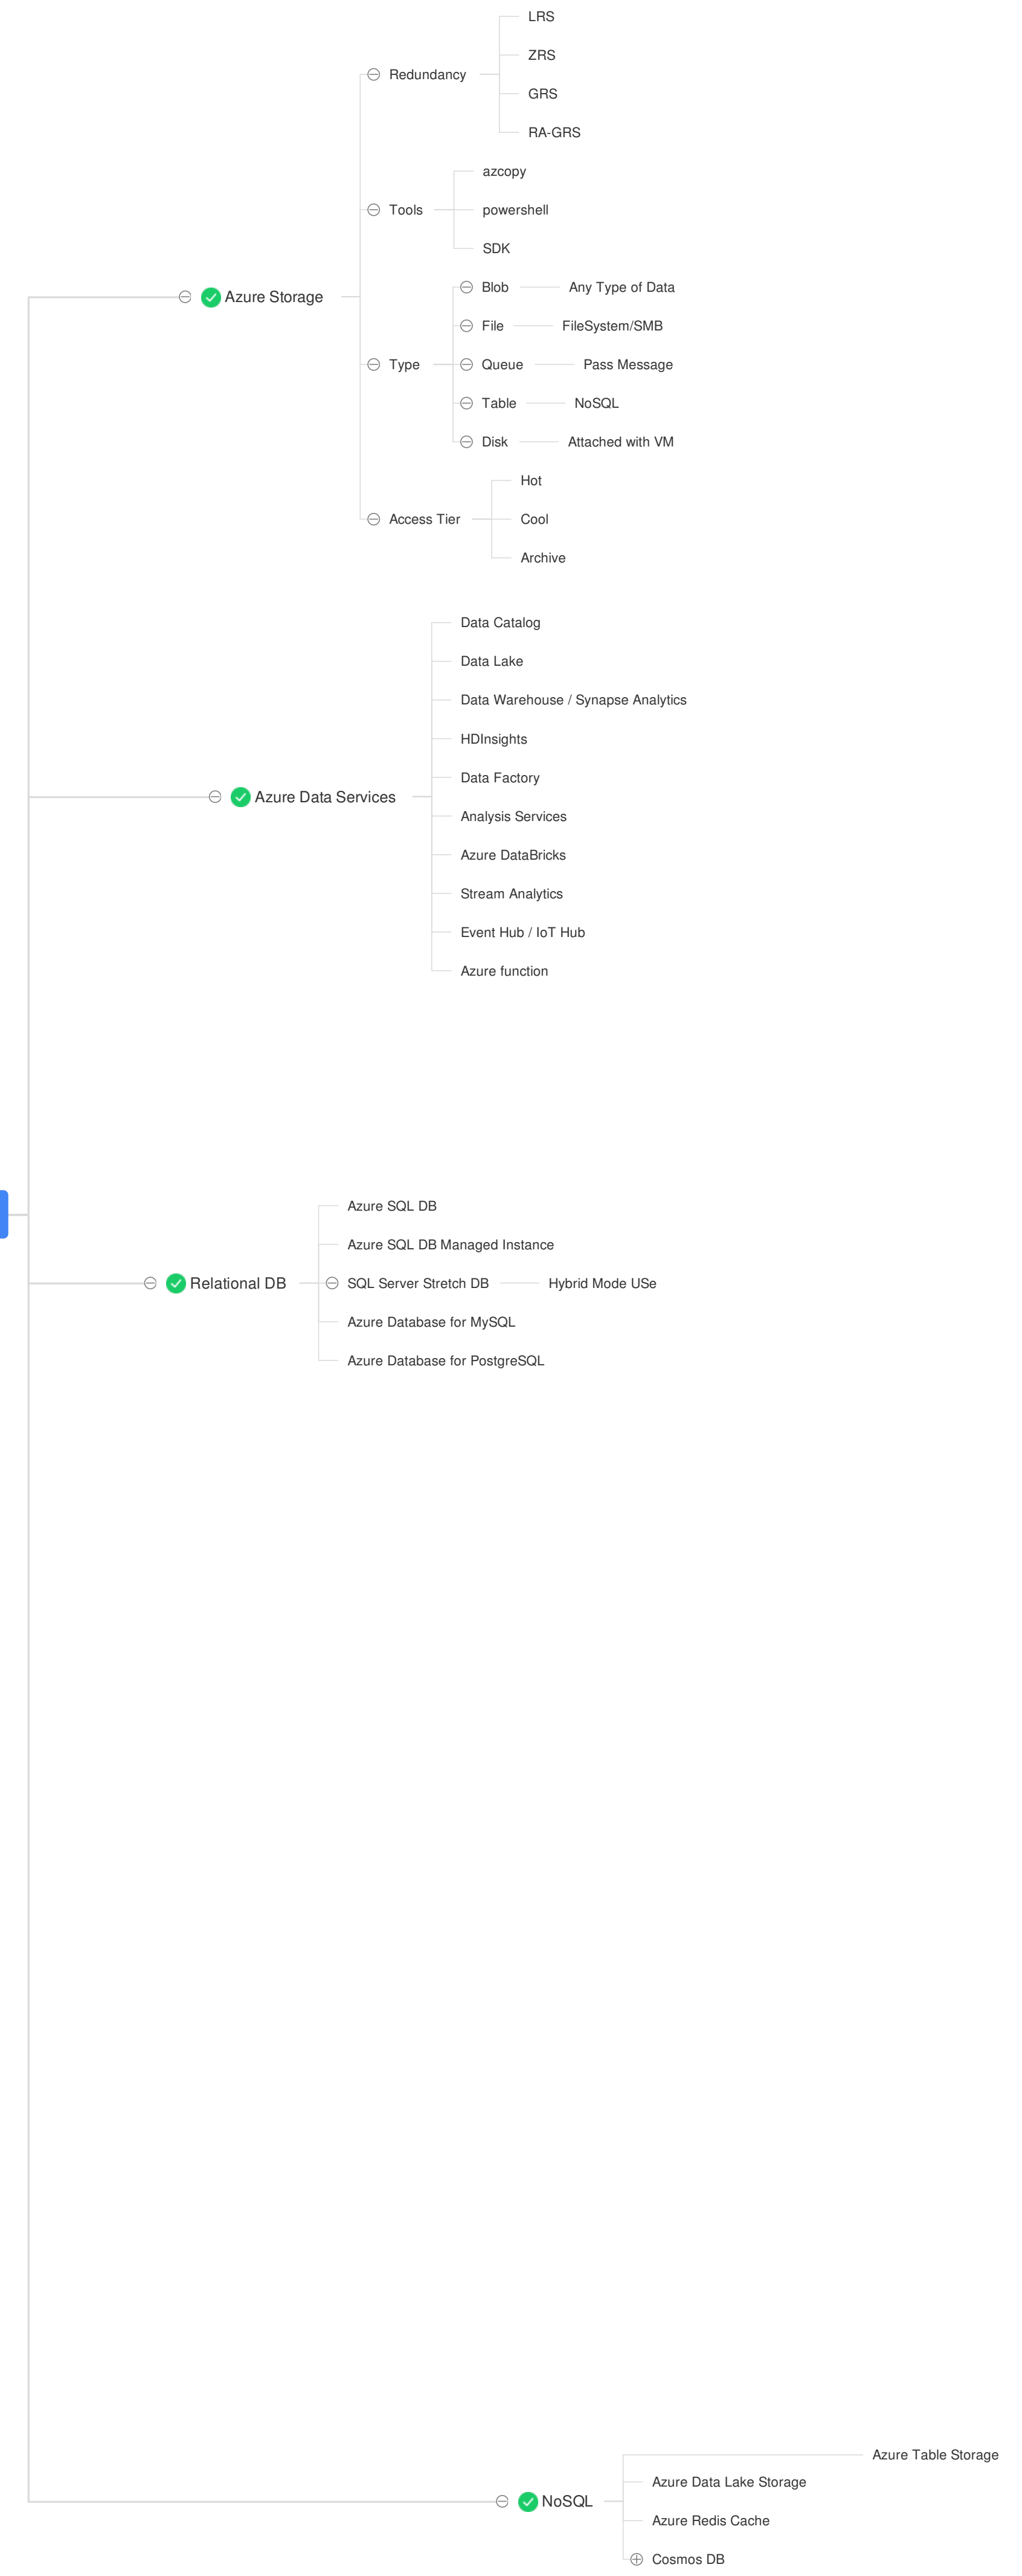 LRS
ZRS
Redundancy
GRS
RA-GRS
azcopy
Tools
powershell
SDK
Azure Storage
Blob
Any Type of Data
File
FileSystem/SMB
Type
Queue
Pass Message
Table
NoSQL
Disk
Attached with VM
Hot
Access Tier
Cool
Archive
Data Catalog
Data Lake
Data Warehouse / Synapse Analytics
HDInsights
Data Factory
Azure Data Services
Analysis Services
Azure DataBricks
Stream Analytics
Event Hub / IoT Hub
Azure function
Azure SQL DB
Azure SQL DB Managed Instance
Relational DB
SQL Server Stretch DB
Hybrid Mode USe
Azure Database for MySQL
Azure Database for PostgreSQL
Azure Table Storage
Azure Data Lake Storage
NoSQL
Azure Redis Cache
Cosmos DB